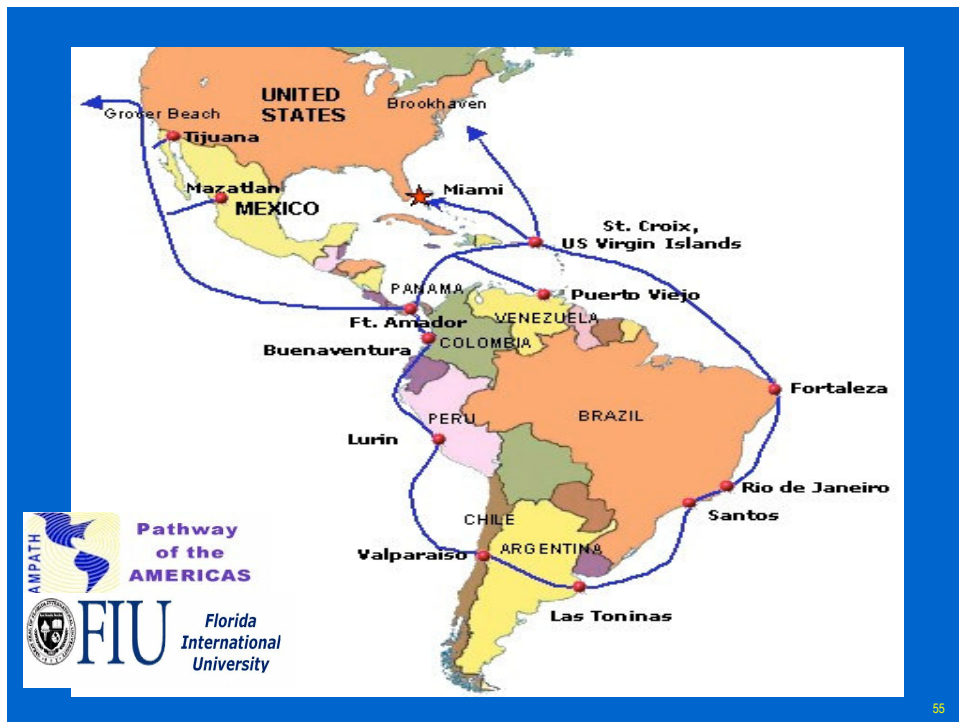 UNITED
STATES
Brookhaven
Grover Beach
Tijuana
Mazatlan
MEXICO
Miami
St. Croix,
US Virgin Islands
PANAMA
Puerto Viejo
Ft. Amador
VENEZUELA
Buenaventura
COLOMBIA
Fortaleza
PERU
BRAZIL
Lurin
Rio de Janeiro
Santos
CHILE
Valparaiso
ARGENTINA
Las Toninas
AMPATH
Pathway
of the
AMERICAS
FIU
Florida
International
University
55